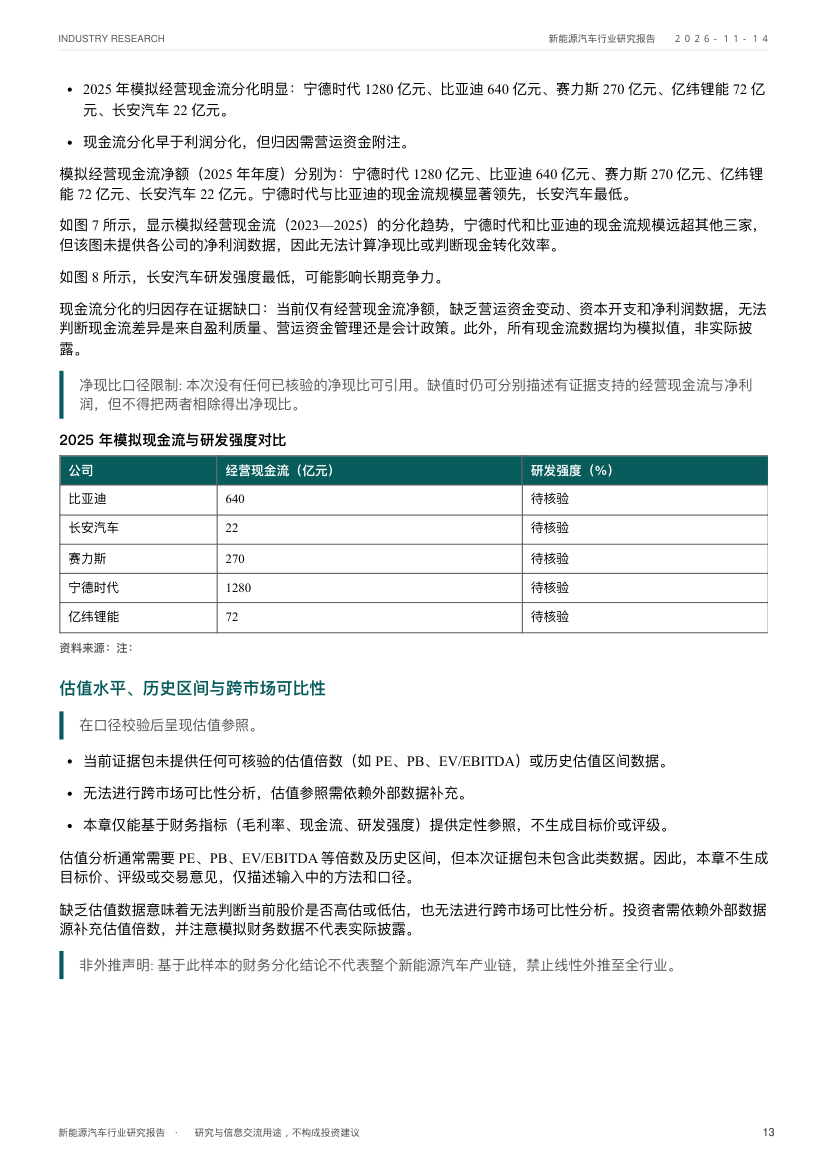 INDUSTRY RESEARCH
新能源汽车行业研究报告 2026-11-14
• 2025 年模拟经营现金流分化明显：宁德时代 1280 亿元、比亚迪 640 亿元、赛力斯 270 亿元、亿纬锂能 72 亿
元、长安汽车 22 亿元。
• 现金流分化早于利润分化，但归因需营运资金附注。
模拟经营现金流净额（2025 年年度）分别为：宁德时代 1280 亿元、比亚迪 640 亿元、赛力斯 270 亿元、亿纬锂
能 72 亿元、长安汽车 22 亿元。宁德时代与比亚迪的现金流规模显著领先，长安汽车最低。
如图 7 所示，显示模拟经营现金流（2023—2025）的分化趋势，宁德时代和比亚迪的现金流规模远超其他三家，
但该图未提供各公司的净利润数据，因此无法计算净现比或判断现金转化效率。
如图 8 所示，长安汽车研发强度最低，可能影响长期竞争力。
现金流分化的归因存在证据缺口：当前仅有经营现金流净额，缺乏营运资金变动、资本开支和净利润数据，无法
判断现金流差异是来自盈利质量、营运资金管理还是会计政策。此外，所有现金流数据均为模拟值，非实际披
露。
净现比口径限制: 本次没有任何已核验的净现比可引用。缺值时仍可分别描述有证据支持的经营现金流与净利
润，但不得把两者相除得出净现比。
2025 年模拟现金流与研发强度对比
公司 经营现金流（亿元） 研发强度（%）
比亚迪 640 待核验
长安汽车 22 待核验
赛力斯 270 待核验
宁德时代 1280 待核验
亿纬锂能 72 待核验
资料来源：注：
估值水平、历史区间与跨市场可比性
在口径校验后呈现估值参照。
• 当前证据包未提供任何可核验的估值倍数（如 PE、PB、EV/EBITDA）或历史估值区间数据。
• 无法进行跨市场可比性分析，估值参照需依赖外部数据补充。
• 本章仅能基于财务指标（毛利率、现金流、研发强度）提供定性参照，不生成目标价或评级。
估值分析通常需要 PE、PB、EV/EBITDA 等倍数及历史区间，但本次证据包未包含此类数据。因此，本章不生成
目标价、评级或交易意见，仅描述输入中的方法和口径。
缺乏估值数据意味着无法判断当前股价是否高估或低估，也无法进行跨市场可比性分析。投资者需依赖外部数据
源补充估值倍数，并注意模拟财务数据不代表实际披露。
非外推声明: 基于此样本的财务分化结论不代表整个新能源汽车产业链，禁止线性外推至全行业。
新能源汽车行业研究报告 · 研究与信息交流用途，不构成投资建议
13